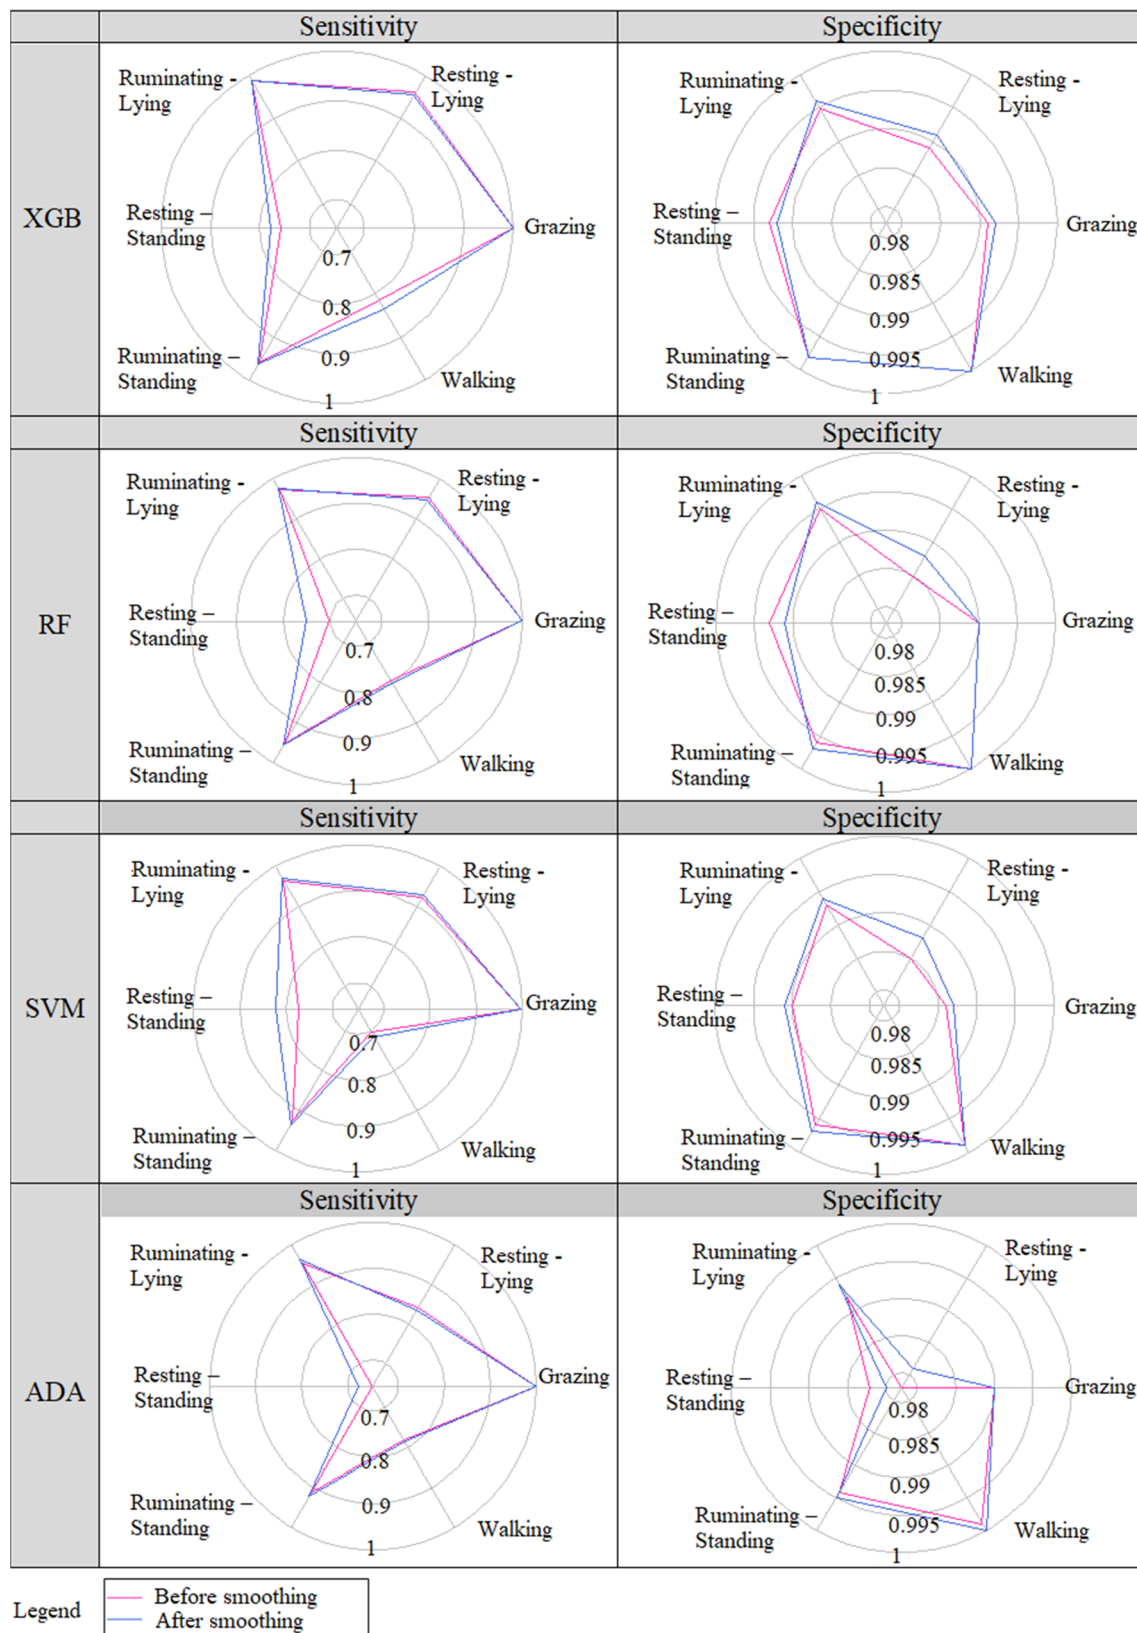 Sensitivity Specificity
XGB
Ruminating -
Lying
Resting -
Lying
Resting –
Standing
Grazing
Ruminating –
Standing
Walking
0.7
0.8
0.9
1
Ruminating -
Lying
Resting -
Lying
Resting –
Standing
Grazing
Ruminating –
Standing
Walking
0.98
0.985
0.99
0.995
1
Sensitivity Specificity
RF
Ruminating -
Lying
Resting -
Lying
Resting –
Standing
Grazing
Ruminating –
Standing
Walking
0.7
0.8
0.9
1
Ruminating -
Lying
Resting -
Lying
Resting –
Standing
Grazing
Ruminating –
Standing
Walking
0.98
0.985
0.99
0.995
1
Sensitivity Specificity
SVM
Ruminating -
Lying
Resting -
Lying
Resting –
Standing
Grazing
Ruminating –
Standing
Walking
0.7
0.8
0.9
1
Ruminating -
Lying
Resting -
Lying
Resting –
Standing
Grazing
Ruminating –
Standing
Walking
0.98
0.985
0.99
0.995
1
Sensitivity Specificity
ADA
Ruminating -
Lying
Resting -
Lying
Resting –
Standing
Grazing
Ruminating –
Standing
Walking
0.7
0.8
0.9
1
Ruminating -
Lying
Resting -
Lying
Resting –
Standing
Grazing
Ruminating –
Standing
Walking
0.98
0.985
0.99
0.995
1
Legend
Before smoothing
After smoothing